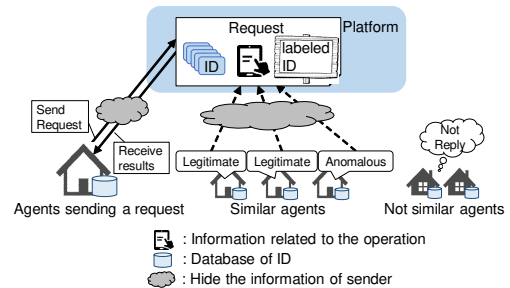 Request
Platform
ID
labeled
ID
Send
Request
Receive
results
Legitimate
Legitimate
Anomalous
Not
Reply
Agents sending a request
Similar agents
Not similar agents
: Information related to the operation
: Database of ID
: Hide the information of sender